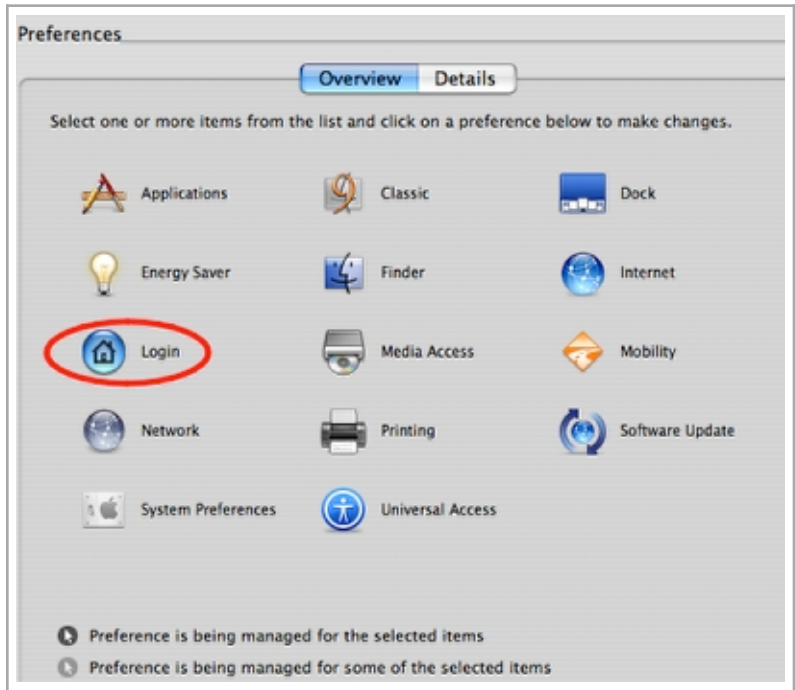 Preferences
Overview Details
Select one or more items from the list and click on a preference below to make changes.
Applications Classic Dock
Energy Saver Finder Internet
Login Media Access Mobility
Network Printing Software Update
System Preferences Universal Access
Preference is being managed for the selected items
Preference is being managed for some of the selected items